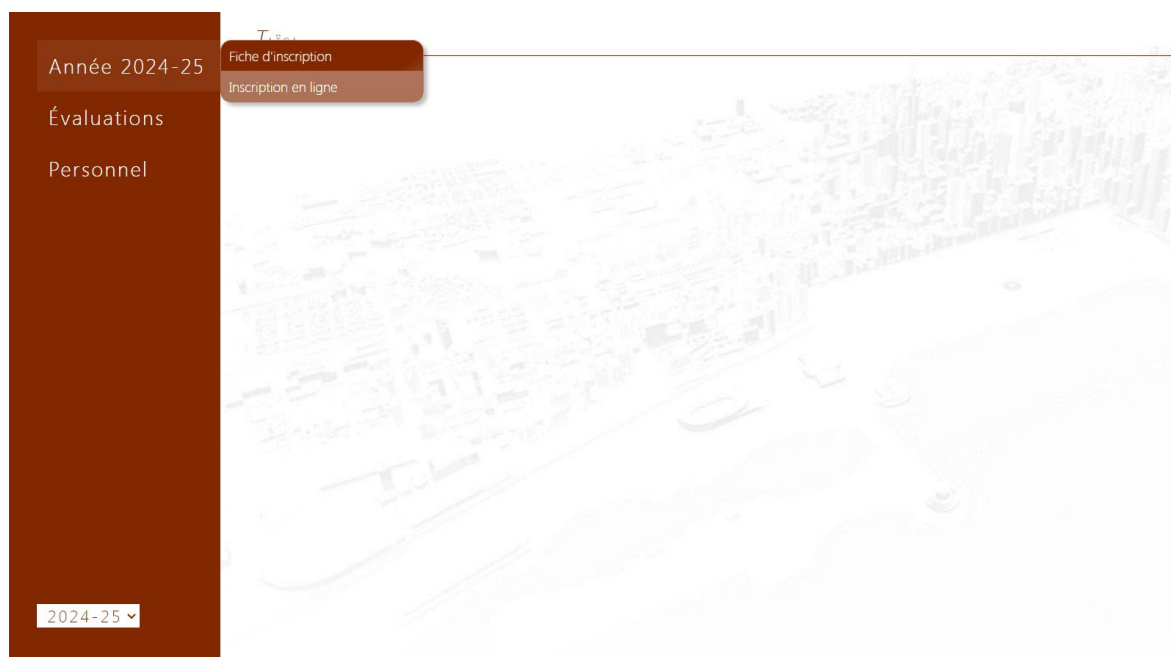 Année 2024-25
Fiche d'inscription
Inscription en ligne
Évaluations
Personnel
2024-25